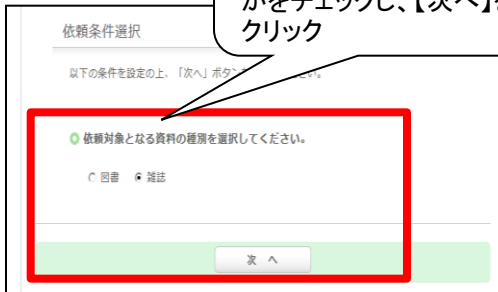 かをチェックし、【次へ】を
クリック
依頼条件選択
以下の条件を設定の上、「次へ」ボタン
さい。
依頼対象となる資料の種別を選択してください。
図書 雑誌
次 へ